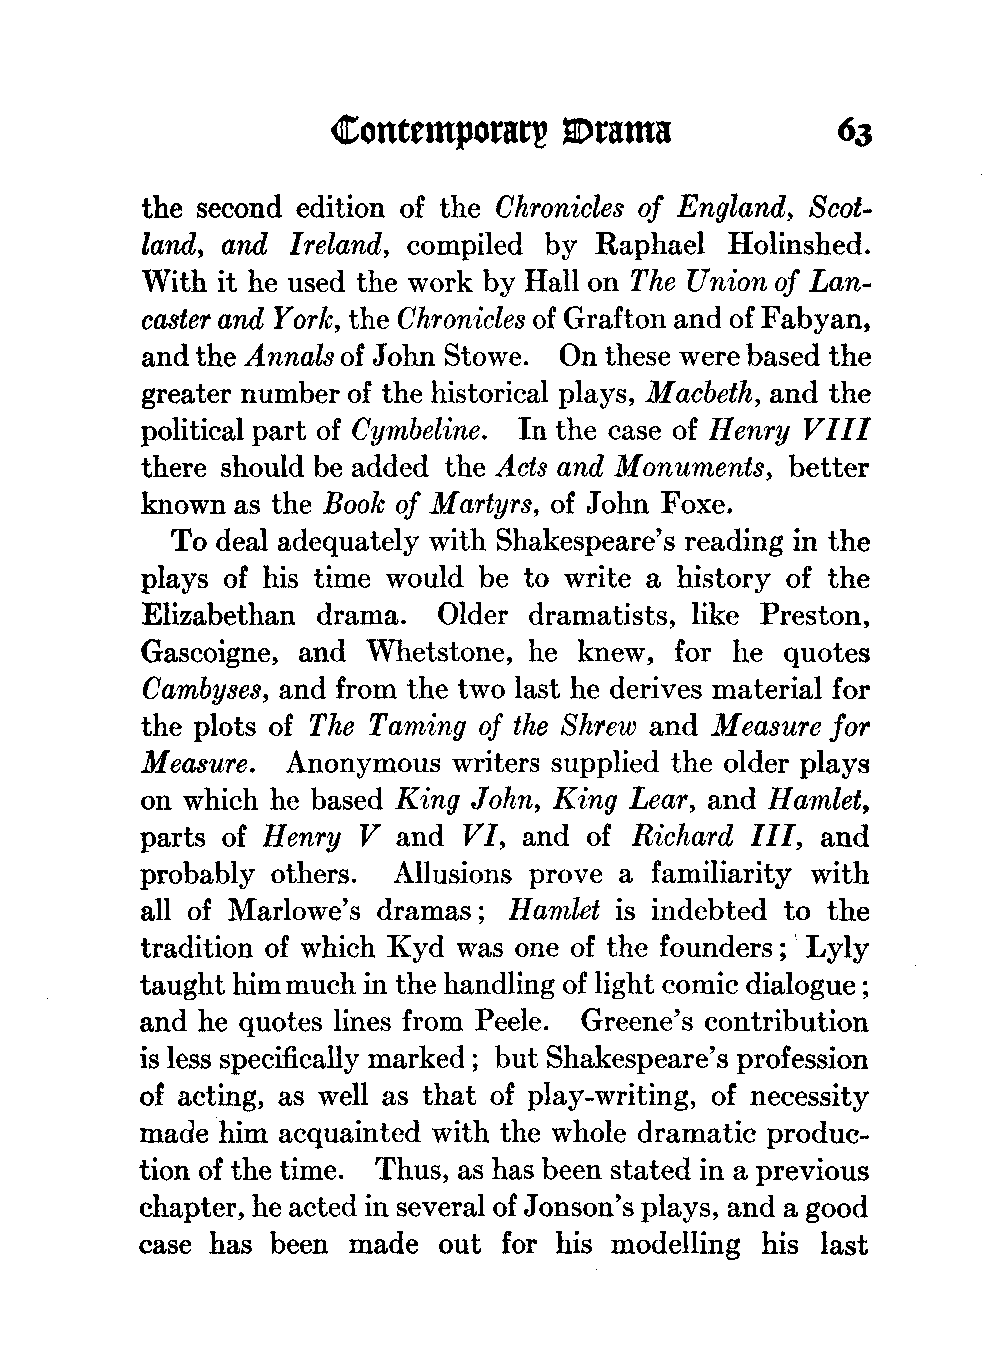 Contemporary Drama 63
the second edition of the Chronicles of England, Scot-
land, and Ireland, compiled by Raphael Holinshed.
With it he used the work by Hall on The Union of Lan-
caster and York, the Chronicles of Grafton and of Fabyan,
and the Annals of John Stowe. On these were based the
greater number of the historical plays, Macbeth, and the
political part of Cymbeline. In the case of Henry VIII
there should be added the Acts and Monuments, better
known as the Book of Martyrs, of John Foxe.
To deal adequately with Shakespeare's reading in the
plays of his time would be to write a history of the
Elizabethan drama. Older dramatists, like Preston,
Gascoigne, and Whetstone, he knew, for he quotes
Cambyses, and from the two last he derives material for
the plots of The Taming of the Shrew and Measure for
Measure. Anonymous writers supplied the older plays
on which he based King John, King Lear, and Hamlet,
parts of Henry V and VI, and of Richard III, and
probably others. Allusions prove a familiarity with
all of Marlowe's dramas; Hamlet is indebted to the
tradition of which Kyd was one of the founders; Lyly
taught him much in the handling of light comic dialogue;
and he quotes lines from Peele. Greene's contribution
is less specifically marked; but Shakespeare's profession
of acting, as well as that of play-writing, of necessity
made him acquainted with the whole dramatic produc-
tion of the time. Thus, as has been stated in a previous
chapter, he acted in several of Jonson's plays, and a good
case has been made out for his modelling his last